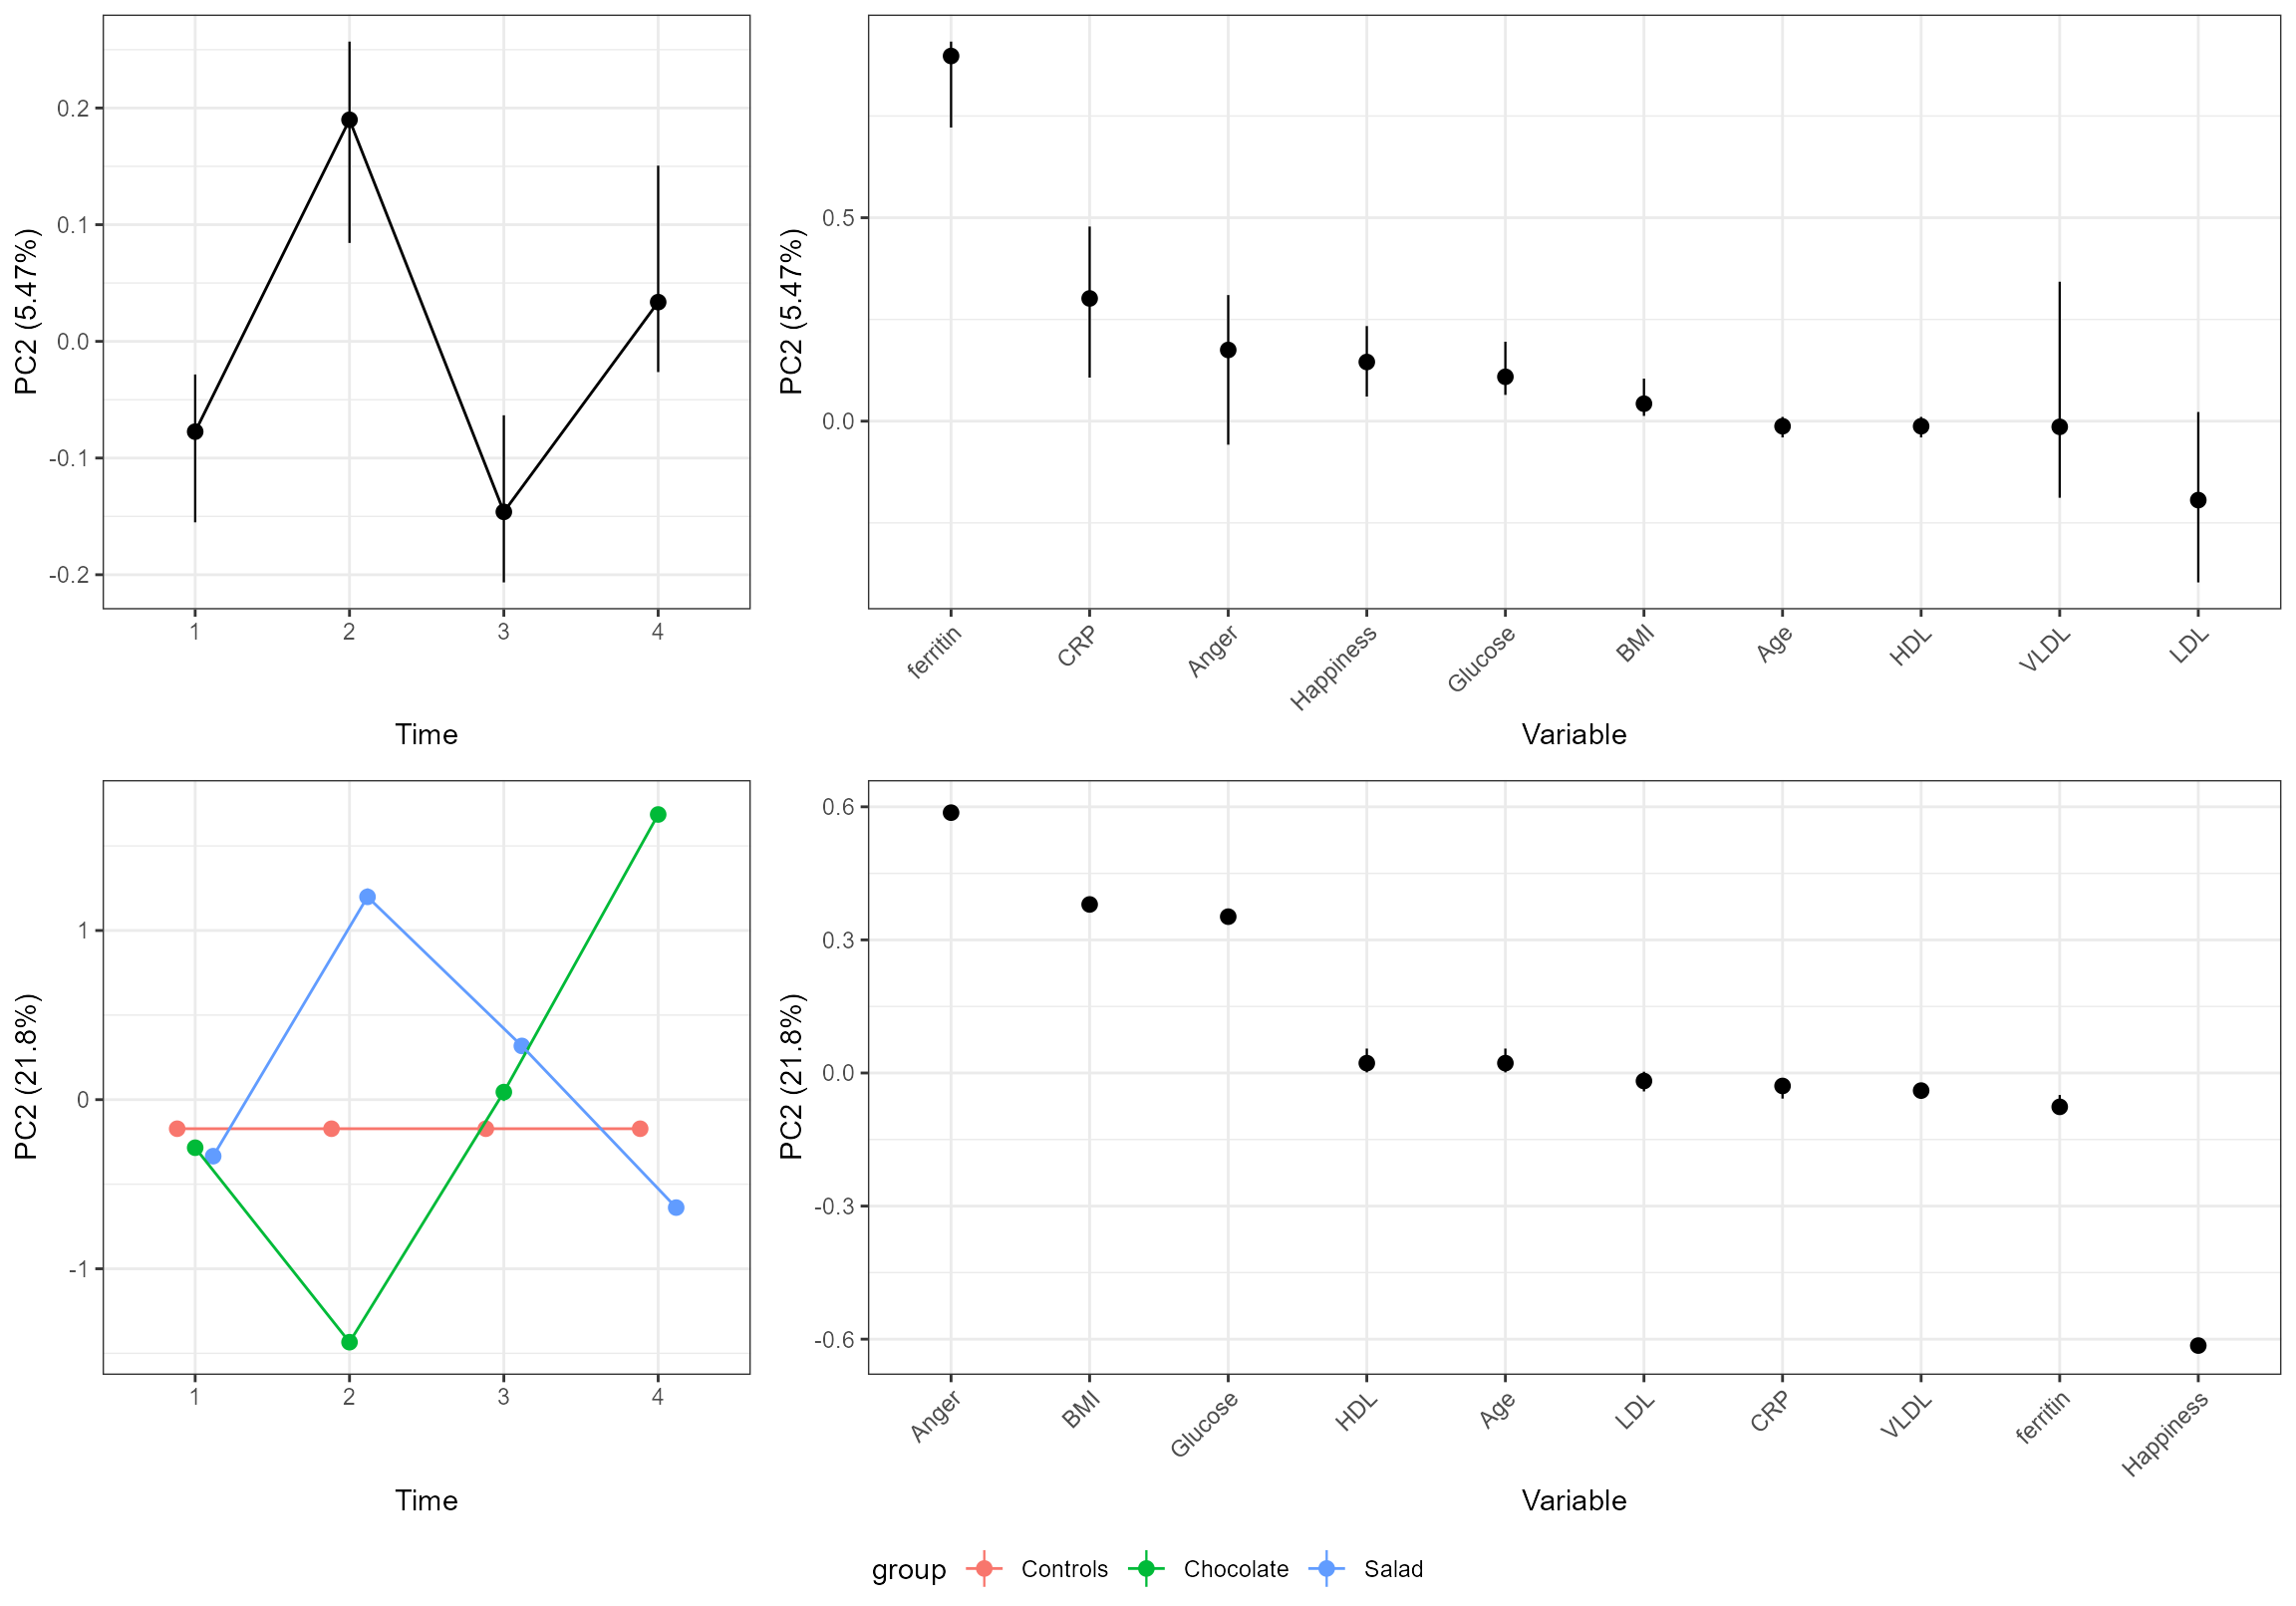 PC2 (5.47%)
0.2
0.1
0.0
-0.1
-0.2
1 2 3 4
Time
PC2 (5.47%)
0.5
0.0
ferritin CRP Anger Happiness Glucose BMI Age HDL VLDL LDL
Variable
PC2 (21.8%)
1
0
-1
1 2 3 4
Time
PC2 (21.8%)
0.6
0.3
0.0
-0.3
-0.6
Anger BMI Glucose HDL Age LDL CRP VLDL ferritin Happiness
Variable
group Controls Chocolate Salad